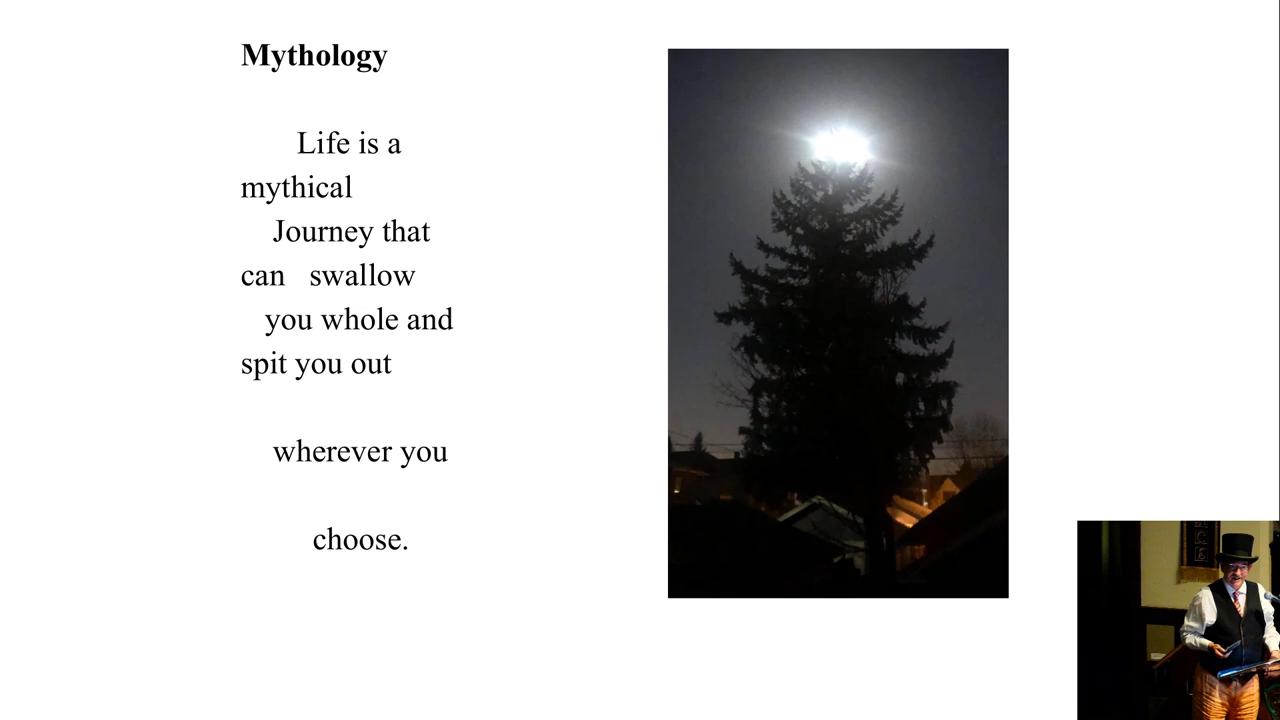 Mythology
Life is a
mythical
Journey that
can swallow
you whole and
spit you out
wherever you
choose.